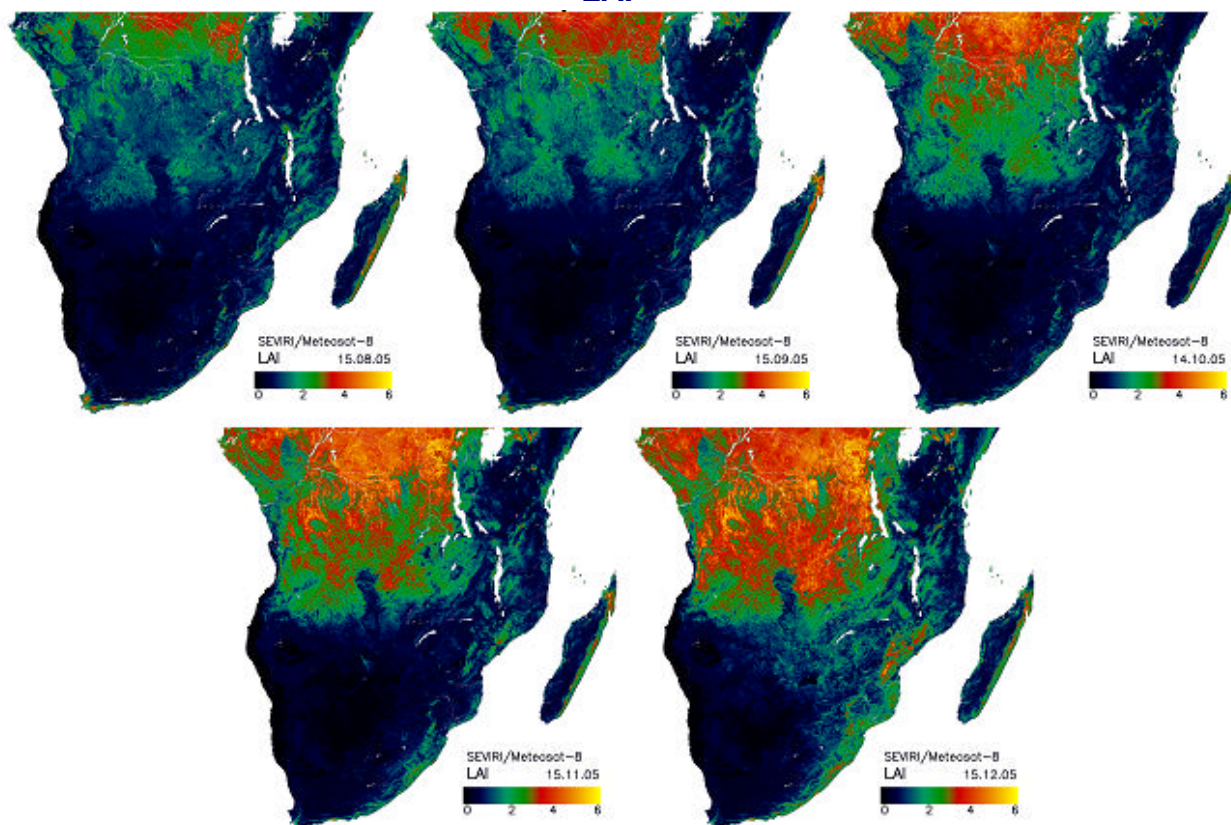 SEVIRI/Meteosat-8
LAI 15.08.05
0 2 4 6
SEVIRI/Meteosat-8
LAI 15.09.05
0 2 4 6
SEVIRI/Meteosat-8
LAI 14.10.05
0 2 4 6
SEVIRI/Meteosat-8
LAI 15.11.05
0 2 4 6
SEVIRI/Meteosat-8
LAI 15.12.05
0 2 4 6